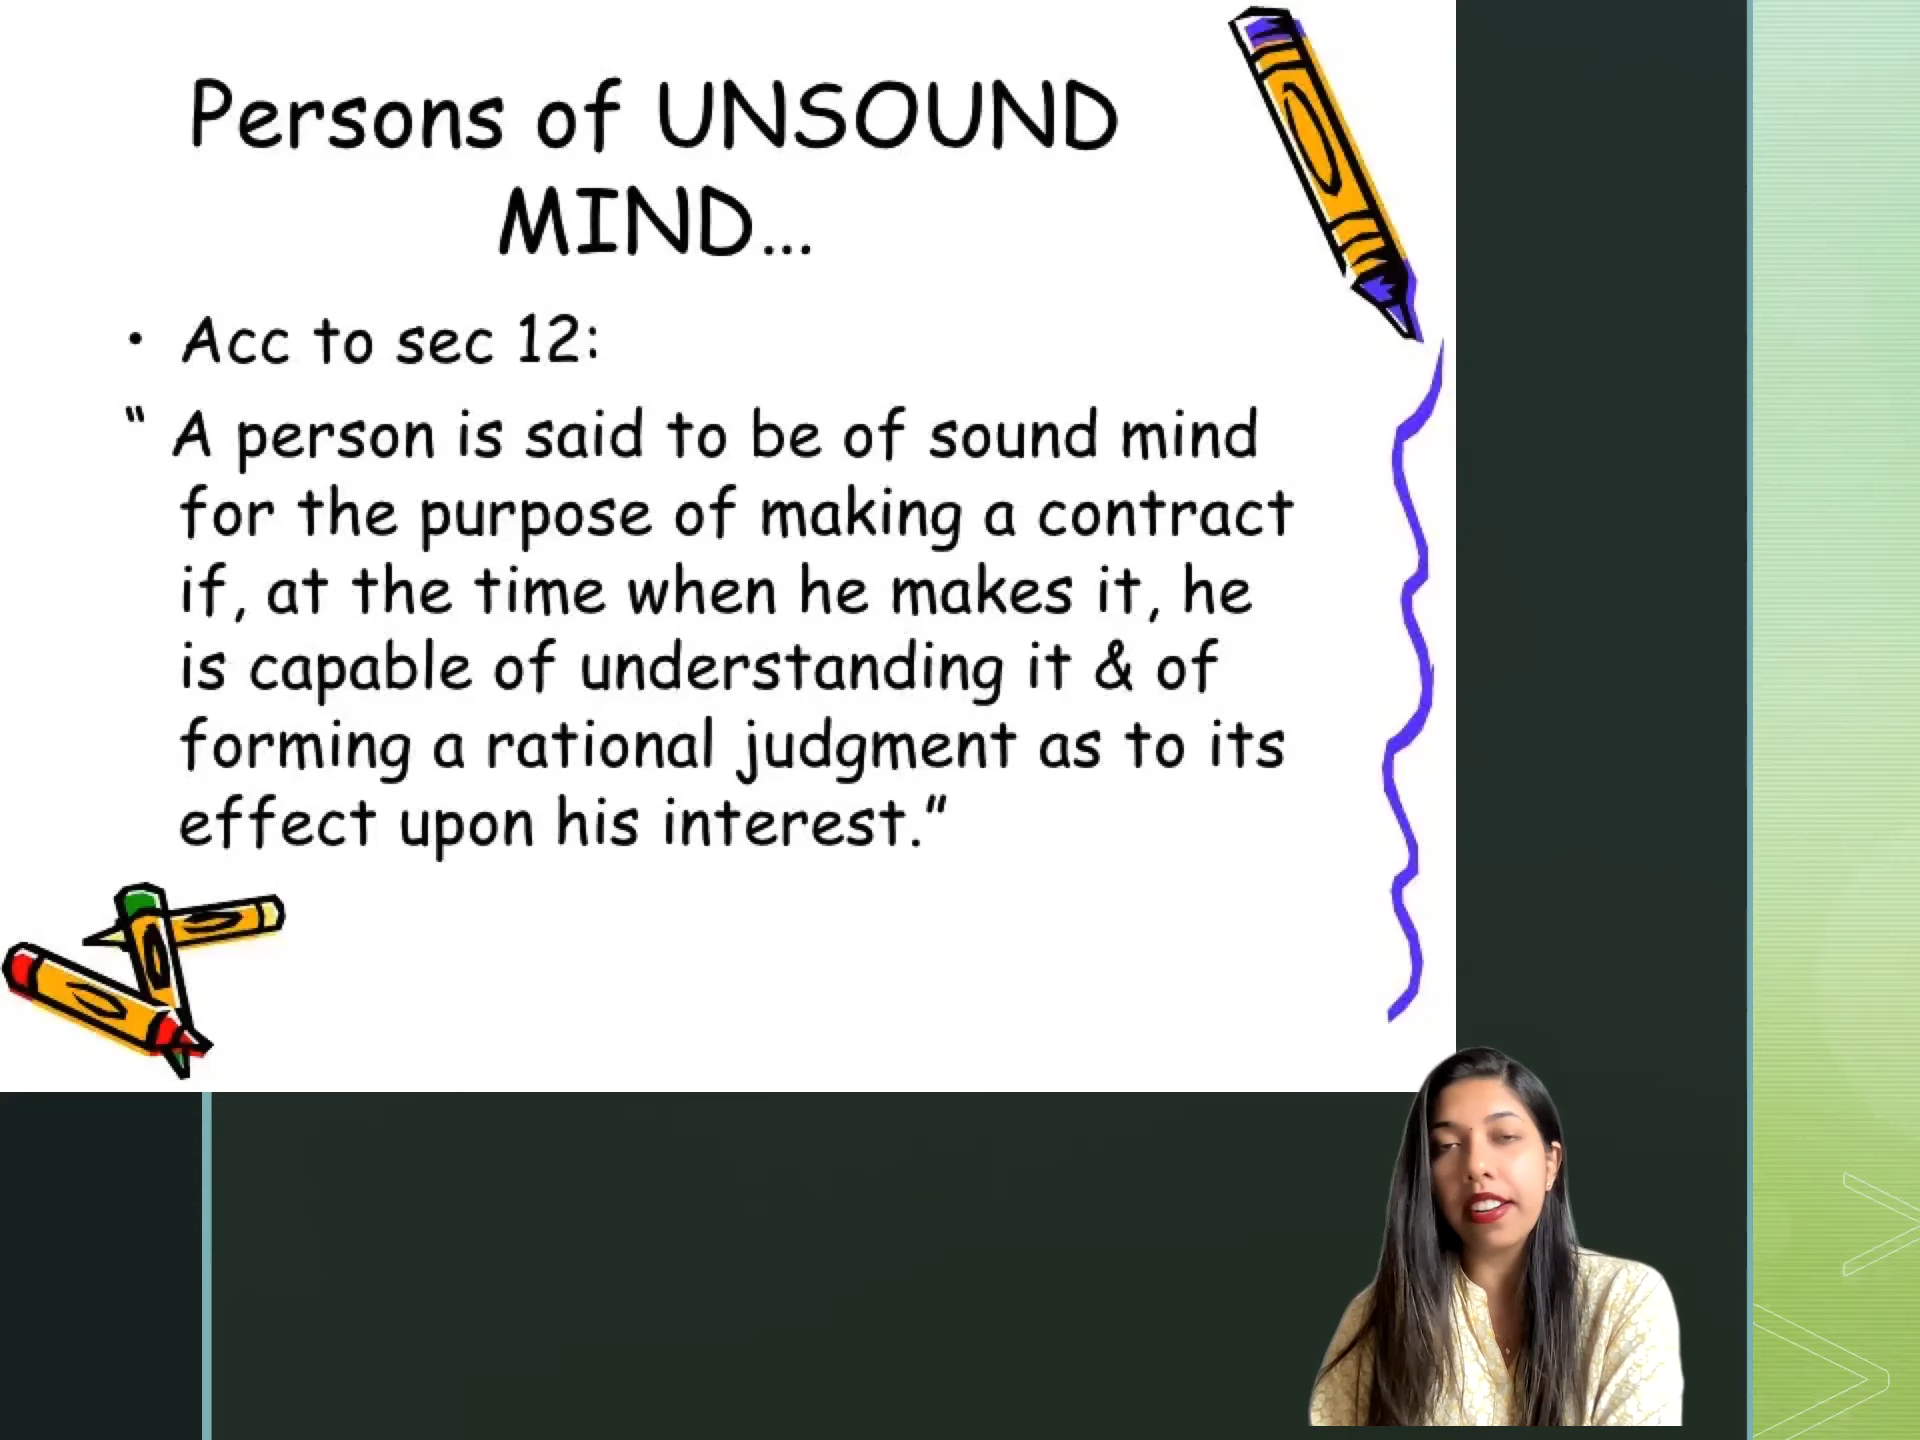 Persons of UNSOUND
MIND...
• Acc to sec 12:
“ A person is said to be of sound mind
for the purpose of making a contract
if, at the time when he makes it, he
is capable of understanding it & of
forming a rational judgment as to its
effect upon his interest.”